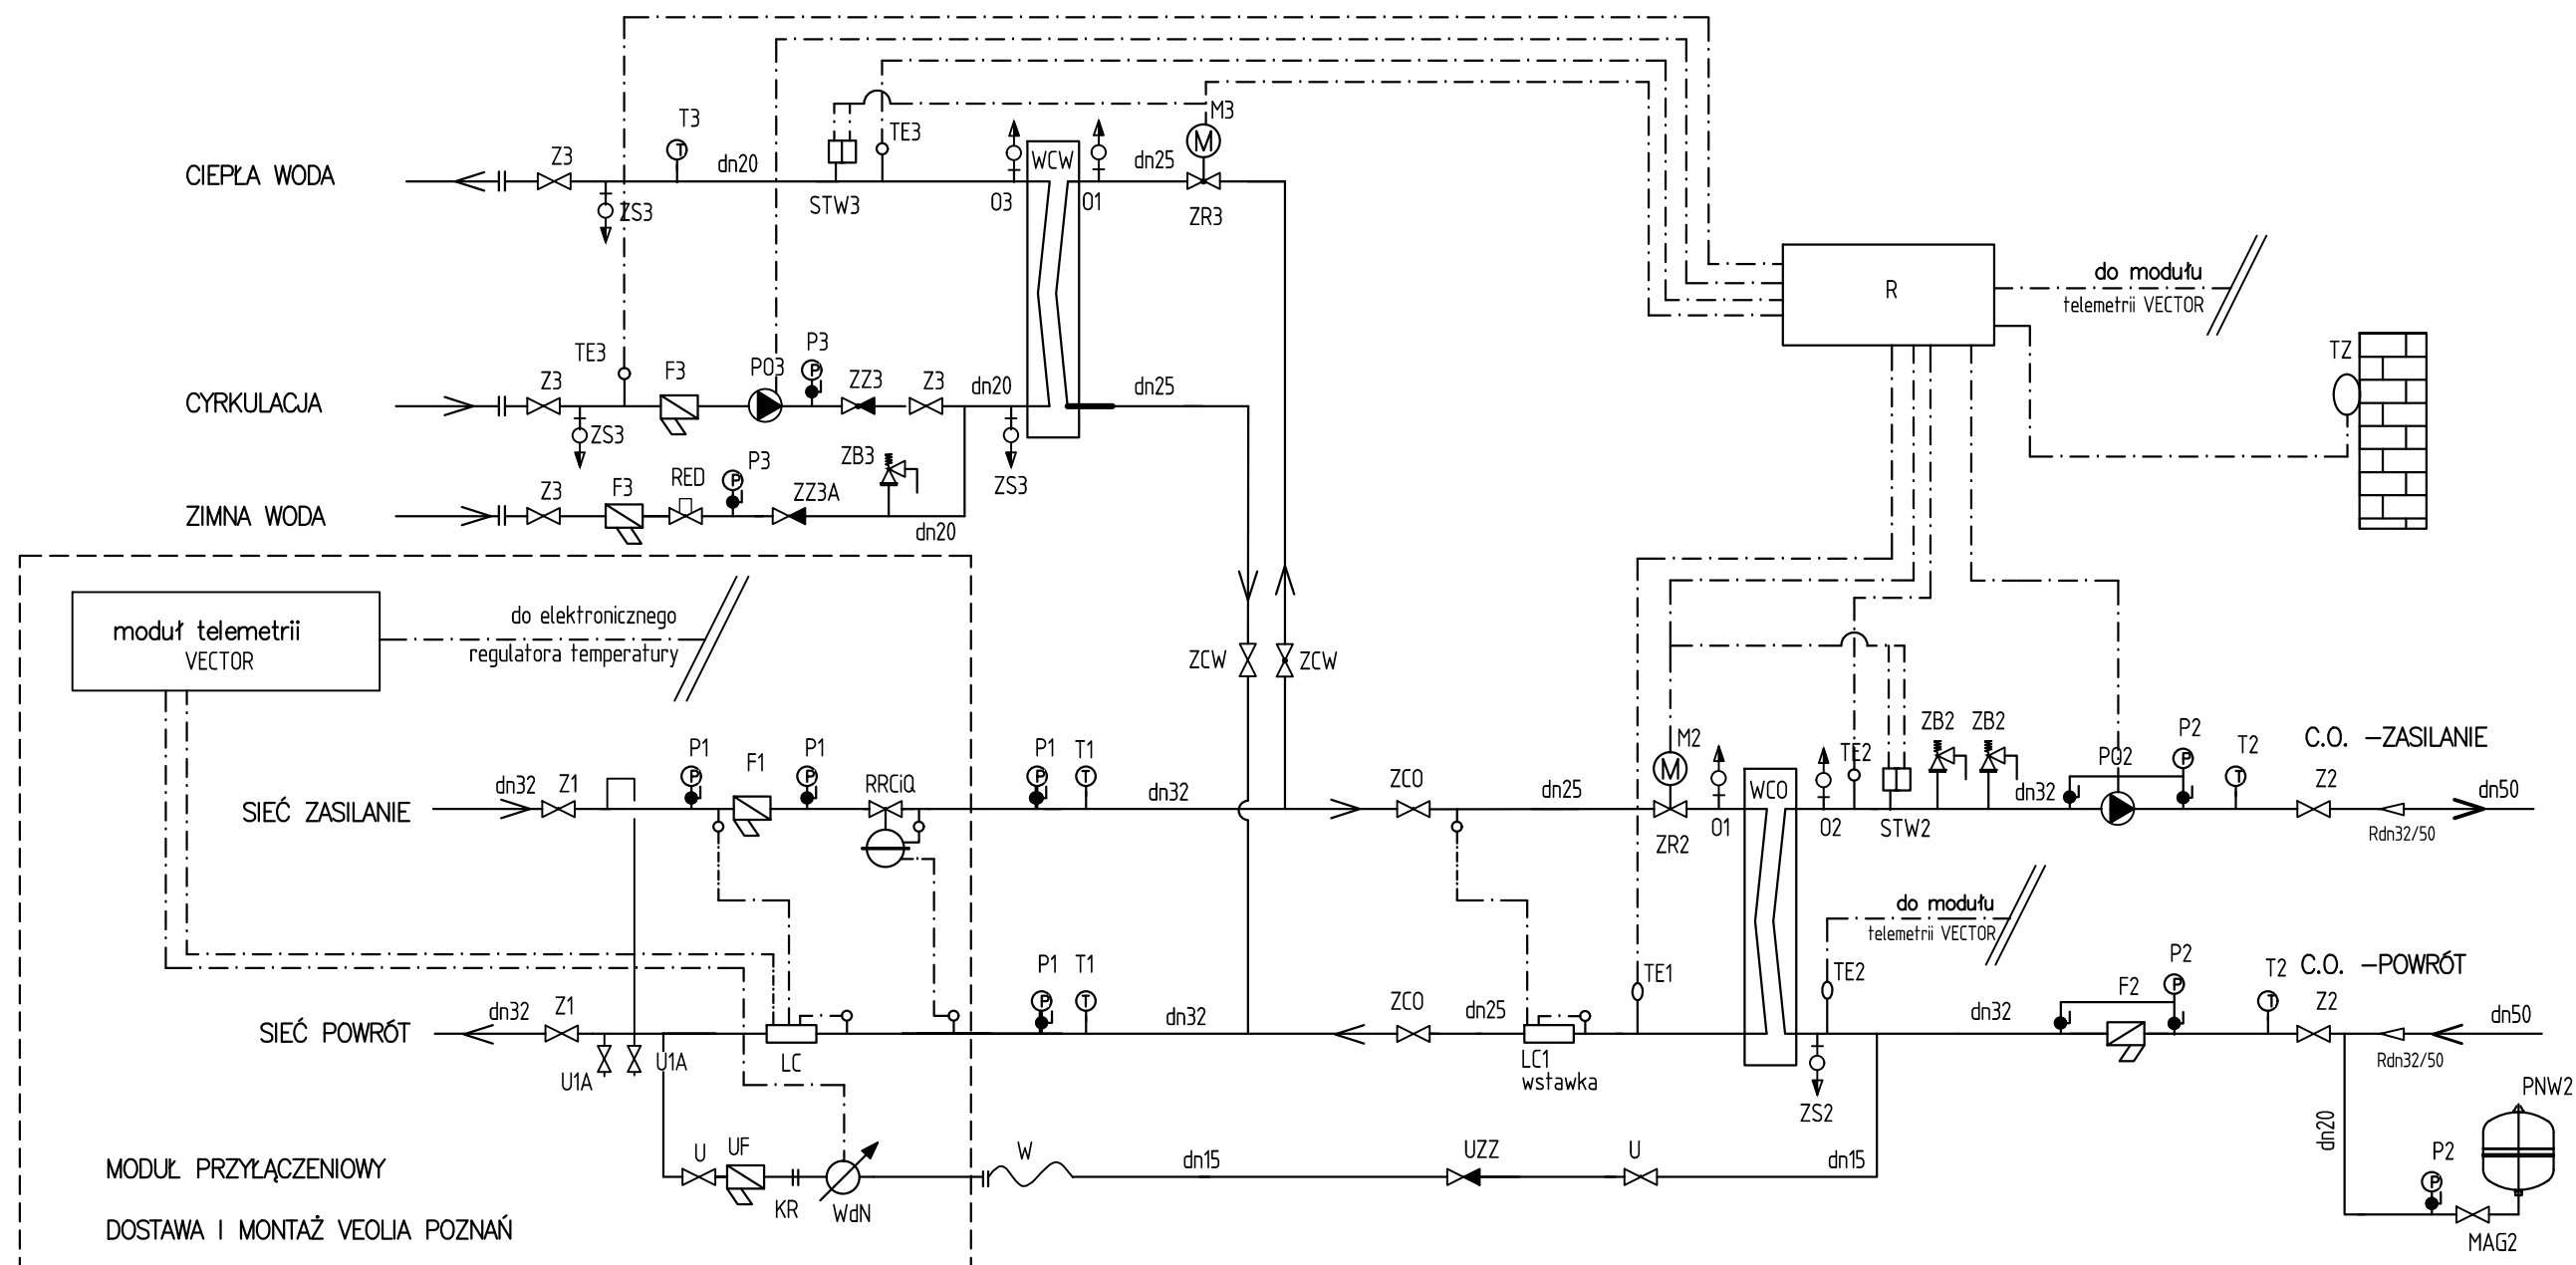 M3
T3
TE3
Z3
dn20
WCW
dn25
CIEPŁA WODA
M
T
STW3
O3
O1
ZS3
ZR3
do modułu
R
telemetrii VECTOR
TZ
TE3
P3
F3
PO3
Z3
ZZ3
Z3
dn20
dn25
P
CYRKULACJA
ZS3
ZB3
P3
RED
ZS3
Z3
F3
P
ZZ3A
ZIMNA WODA
dn20
do elektronicznego
moduł telemetrii
VECTOR
regulatora temperatury
ZCW
ZCW
P1
F1
P1
P1
T1
M2
TE2
ZB2
ZB2
P2
T2
C.O. -ZASILANIE
PO2
dn32
Z1
P
P
RRCiQ
P
T
dn32
ZCO
dn25
M
WCO
dn32
P
T
Z2
dn50
SIEĆ ZASILANIE
ZR2
O1
O2
STW2
Rdn32/50
do modułu
telemetrii VECTOR
P1
T1
TE1
TE2
P2
T2
C.O. -POWRÓT
F2
P
Z2
dn32
Z1
P
T
dn32
ZCO
dn25
dn32
T
dn50
SIEĆ POWRÓT
U1A
U1A
LC
LC1
wstawka
Rdn32/50
ZS2
PNW2
dn20
MODUŁ PRZYŁĄCZENIOWY
U
UF
W
dn15
UZZ
U
dn15
P2
P
KR
WdN
DOSTAWA I MONTAŻ VEOLIA POZNAŃ
MAG2